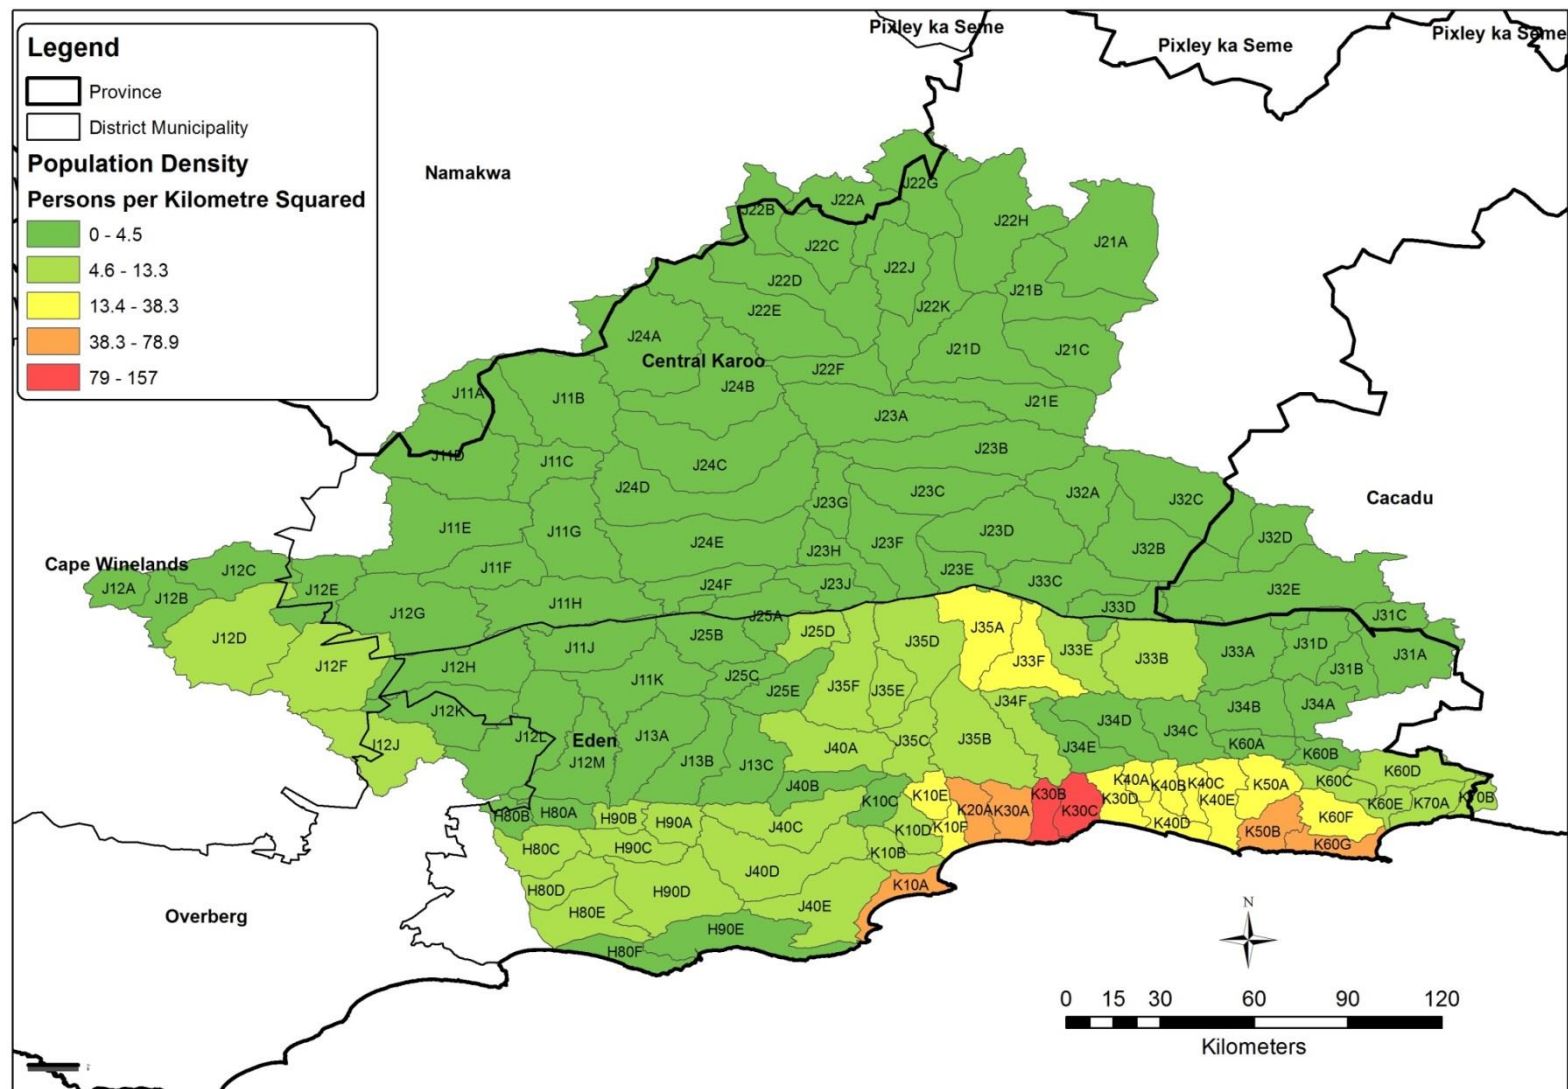 Pixley ka Seme
Pixley ka Seme
Pixley ka Seme
Legend
Province
District Municipality
Population Density
Persons per Kilometre Squared
0 - 4.5
4.6 - 13.3
13.4 - 38.3
38.3 - 78.9
79 - 157
Namakwa
J22G
J22A
J22B
J22H
J21A
J22C
J22J
J22D
J21B
J22E
J22K
J24A
Central Karoo
J21D
J21C
J22F
J24B
J11A
J11B
J21E
J23A
J23B
J11D
J11C
J24C
J24D
J23C
J32A
J32C
Cacadu
J23G
J11E
J11G
J23D
J32D
J24E
J23F
J32B
J23H
Cape Winelands
J12C
J11F
J23E
J33C
J12A
J12B
J12E
J24F
J23J
J32E
J12G
J11H
J33D
J25A
J31C
J12D
J11J
J25B
J25D
J35D
J35A
J33E
J33B
J33A
J31D
J31B
J31A
J12F
J12H
J33F
J11K
J25C
J25E
J35F
J35E
J34F
J34B
J34A
J12K
J34D
J34C
J12L
Eden
J13A
J35C
J35B
J12J
J12M
J13B
J13C
J40A
J34E
K60A
K60B
J40B
K40A
K40B
K40C
K50A
K60C
K60D
K10C
K10E
K20A
K30A
K30B
K30C
K30D
K40E
K60E
K70A
K70B
H80B
H80A
H90B
H90A
J40C
K10D
K10F
K40D
K50B
K60F
H80C
H90C
K10B
K60G
J40D
H80D
H90D
K10A
Overberg
H80E
J40E
H90E
H80F
N
0 15 30 60 90 120
Kilometers